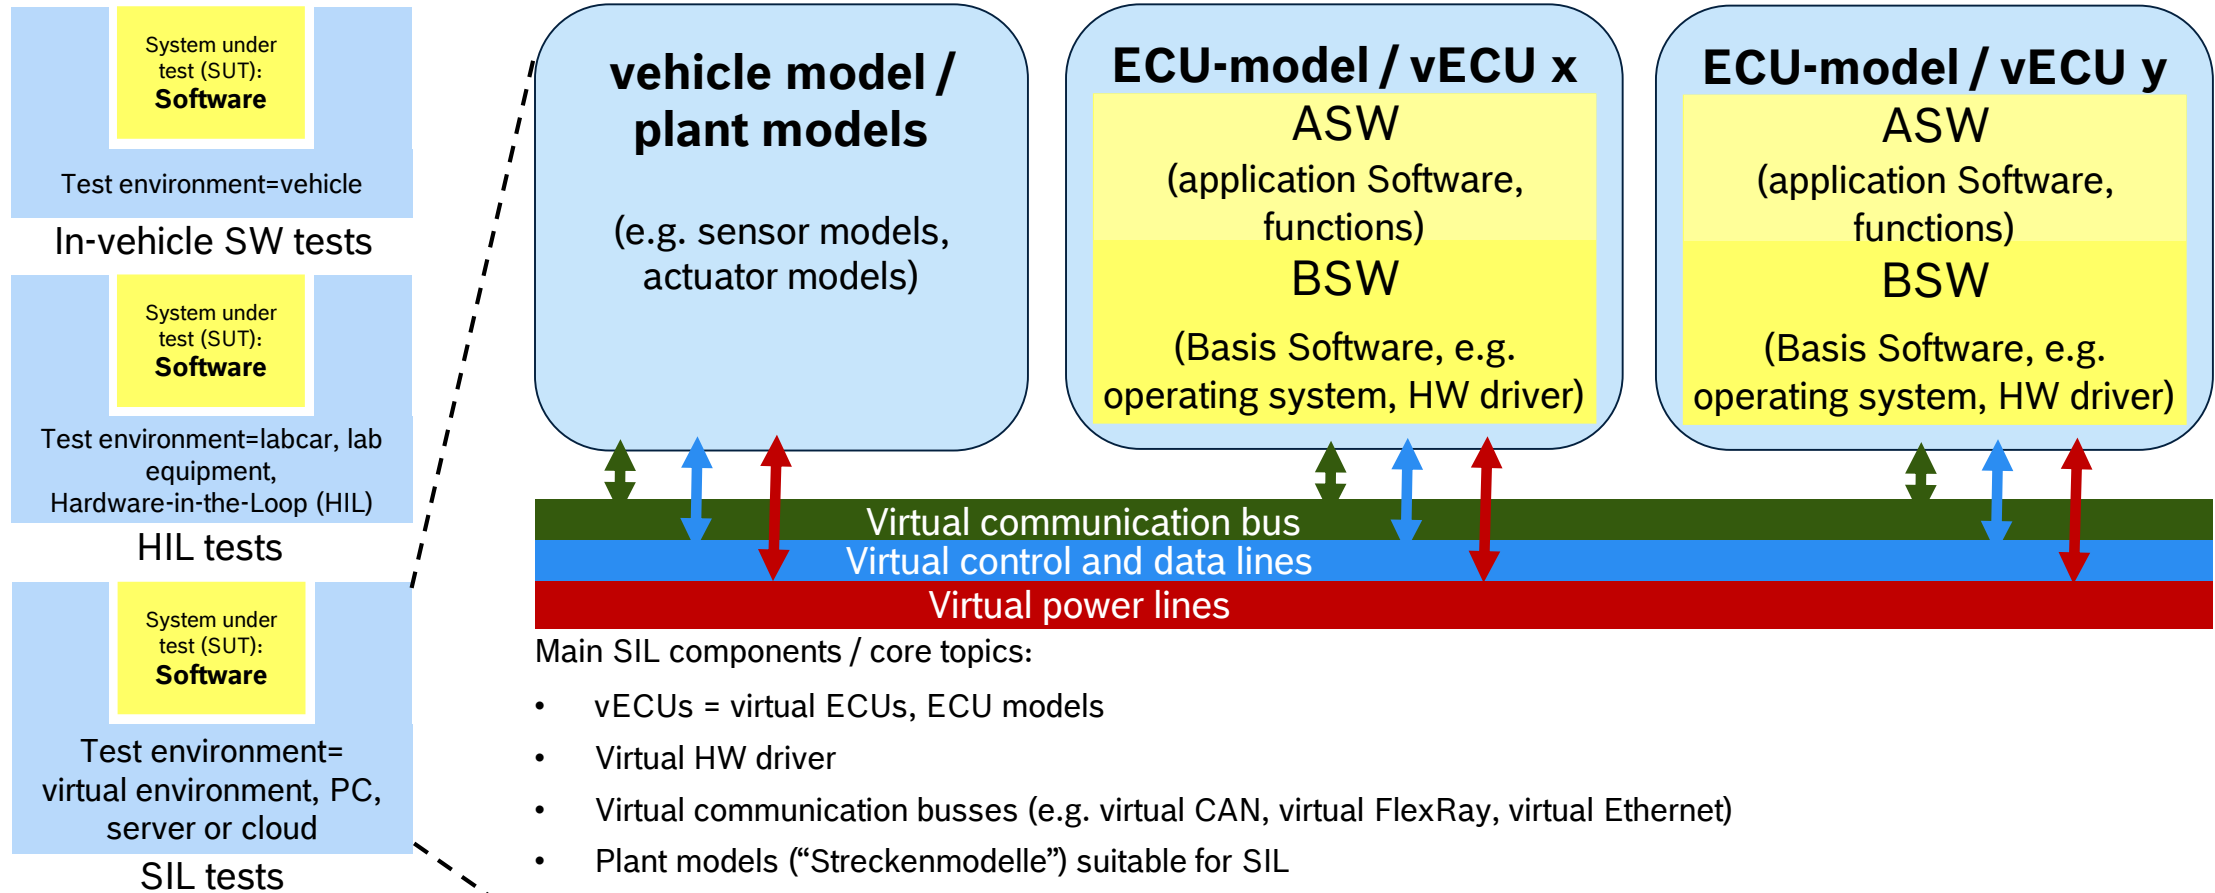 System under
test (SUT):
Software
Test environment=vehicle
In-vehicle SW tests
System under
test (SUT):
Software
Test environment=labcar, lab
equipment,
Hardware-in-the-Loop (HIL)
HIL tests
System under
test (SUT):
Software
Test environment=
virtual environment, PC,
server or cloud
SIL tests
vehicle model /
plant models
(e.g. sensor models,
actuator models)
ECU-model / vECU x
ASW
(application Software,
functions)
BSW
(Basis Software, e.g.
operating system, HW driver)
ECU-model / vECU y
ASW
(application Software,
functions)
BSW
(Basis Software, e.g.
operating system, HW driver)
Virtual communication bus
Virtual control and data lines
Virtual power lines
Main SIL components / core topics:
• vECUs = virtual ECUs, ECU models
• Virtual HW driver
• Virtual communication busses (e.g. virtual CAN, virtual FlexRay, virtual Ethernet)
• Plant models (“Streckenmodelle”) suitable for SIL